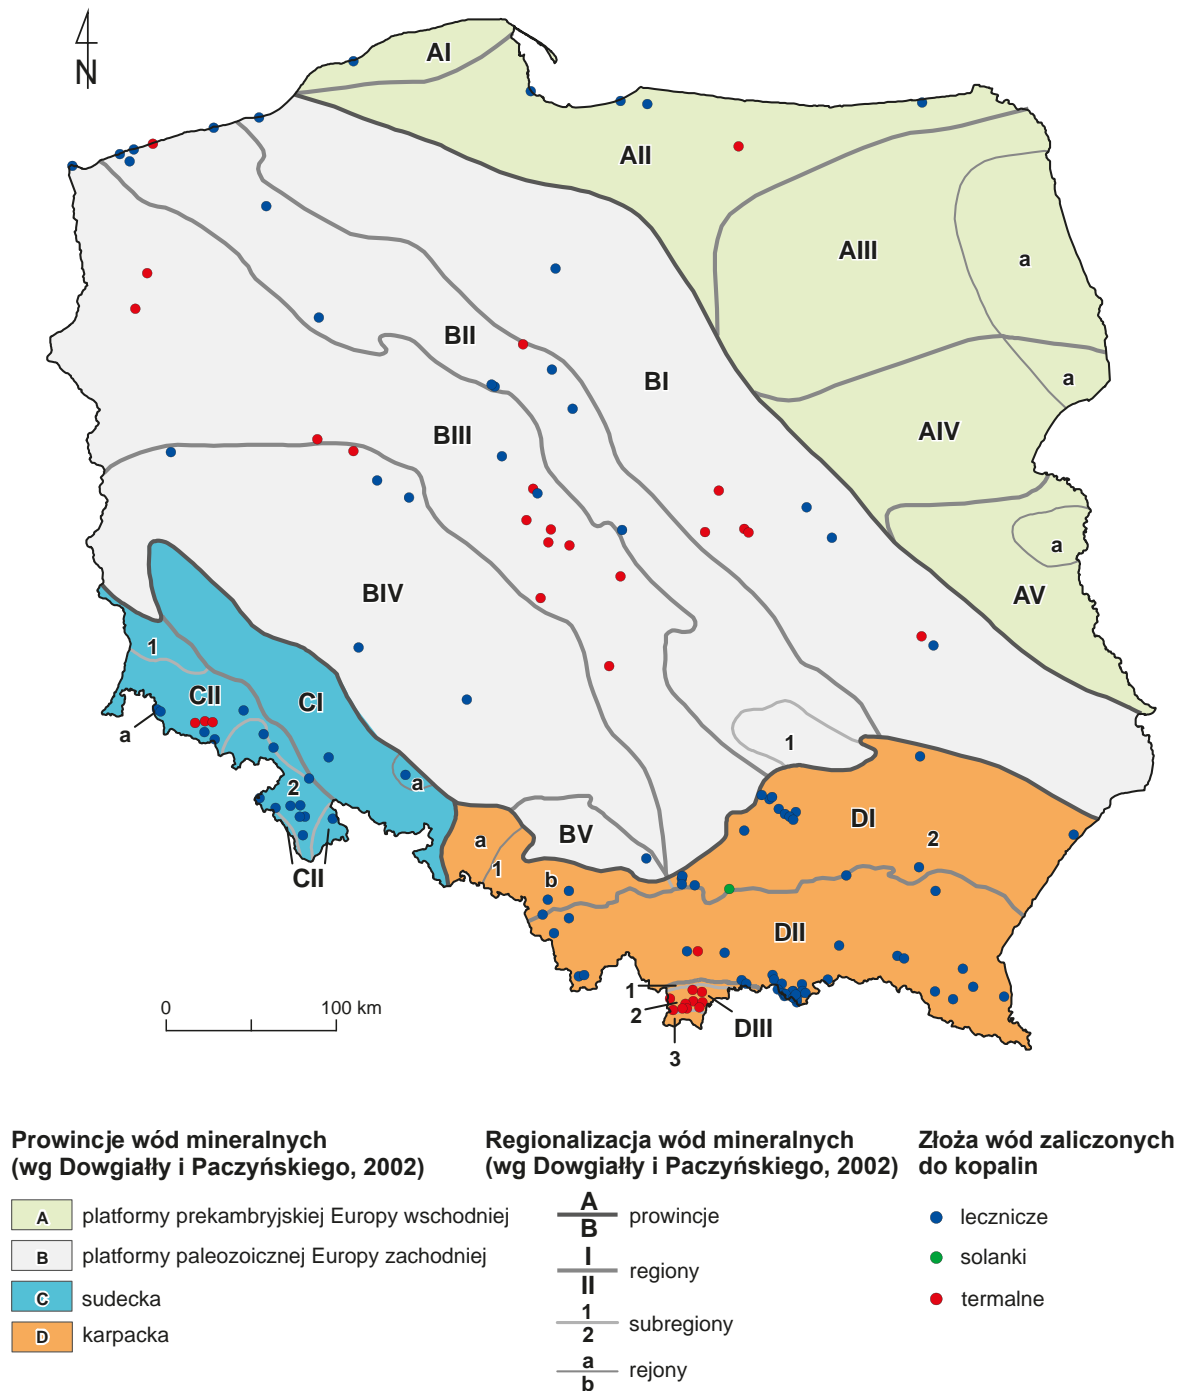 N
AI
AII
AIII
a
BII
BI
a
AIV
BIII
a
BIV
AV
1
CII
CI
a
1
a
2
BV
DI
a
1
2
b
CII
DII
1
2
DIII
3
0
100 km
Prowincje wód mineralnych
(wg Dowgiałły i Paczyńskiego, 2002)
A platformy prekambryjskiej Europy wschodniej
B platformy paleozoicznej Europy zachodniej
C sudecka
D karpacka
Regionalizacja wód mineralnych
(wg Dowgiałły i Paczyńskiego, 2002)
A
B
prowincje
I
II
regiony
1
2
subregiony
a
b
rejony
Złoża wód zaliczonych
do kopalin
lecznicze
solanki
termalne